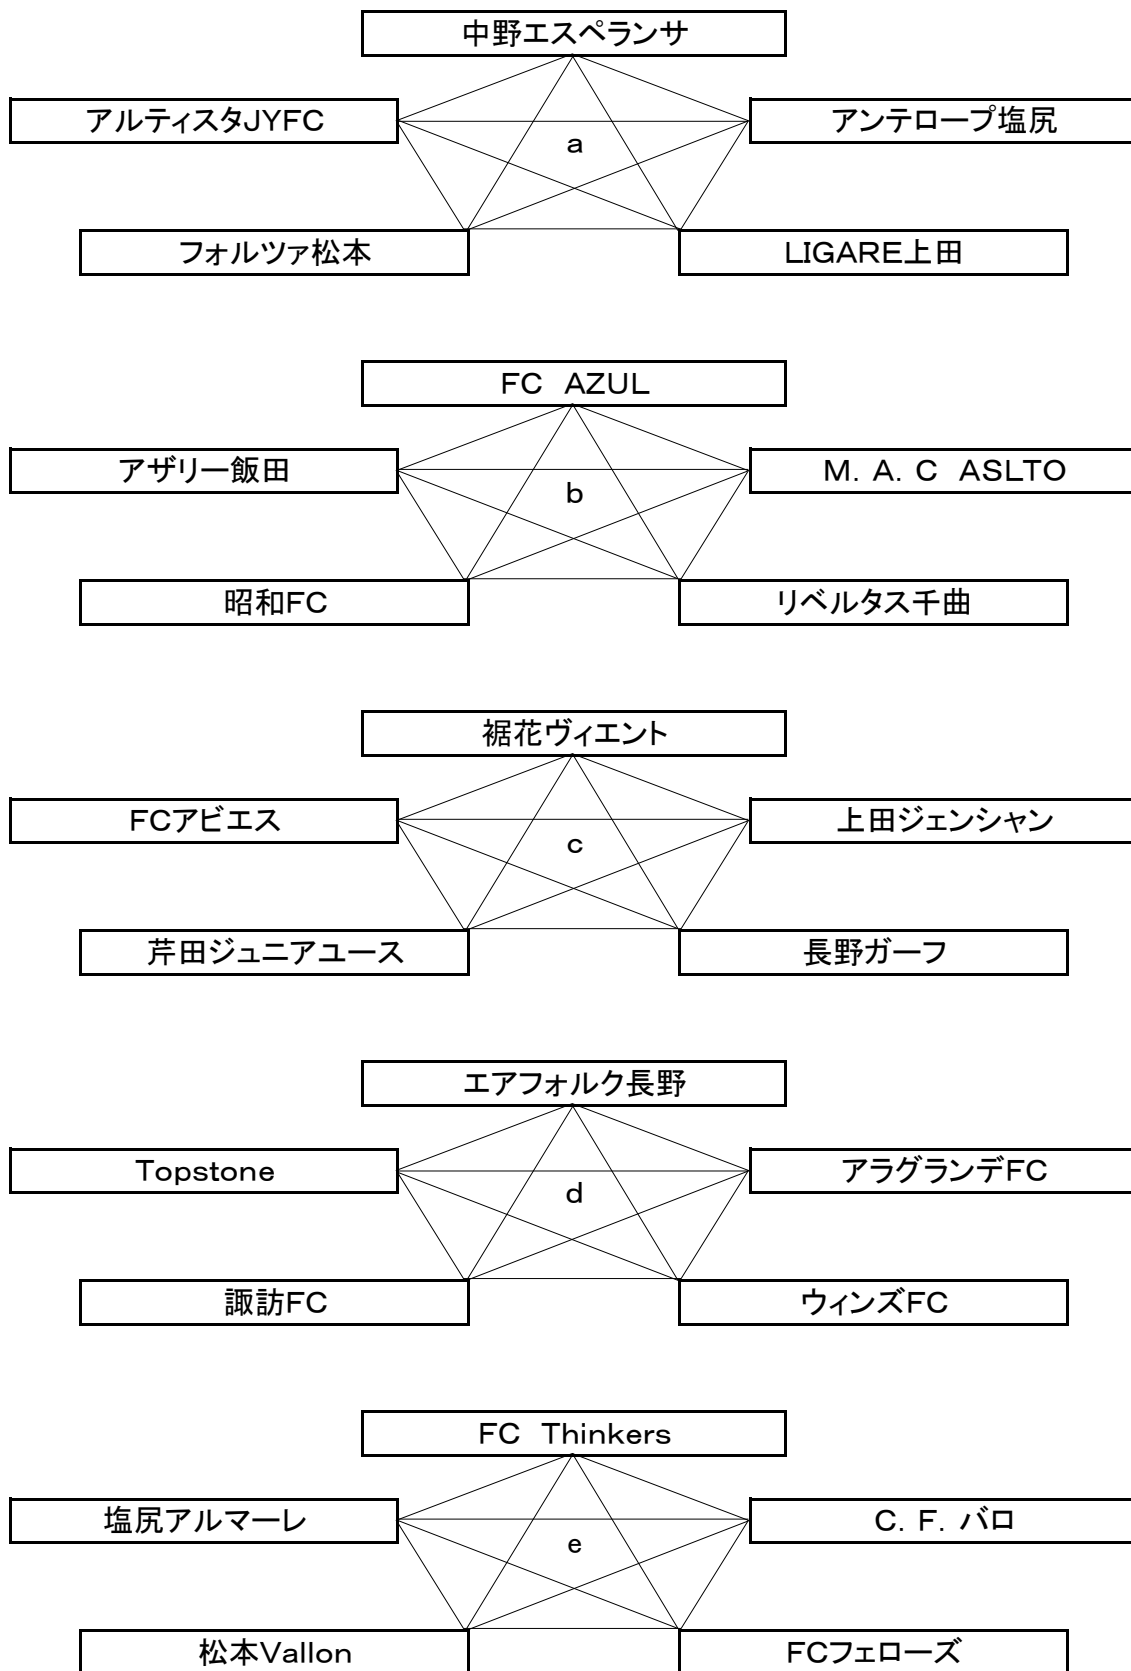 中野エスペランサ
アルティスタJYFC
アンテロープ塩尻
a
フォルツァ松本
LIGARE上田
FC　AZUL
アザリー飯田
M．A．C　ASLTO
b
昭和FC
リベルタス千曲
裾花ヴィエント
FCアビエス
上田ジェンシャン
c
芹田ジュニアユース
長野ガーフ
エアフォルク長野
Topstone
アラグランデFC
d
諏訪FC
ウィンズFC
FC　Thinkers
塩尻アルマーレ
C．F．バロ
e
松本Vallon
FCフェローズ